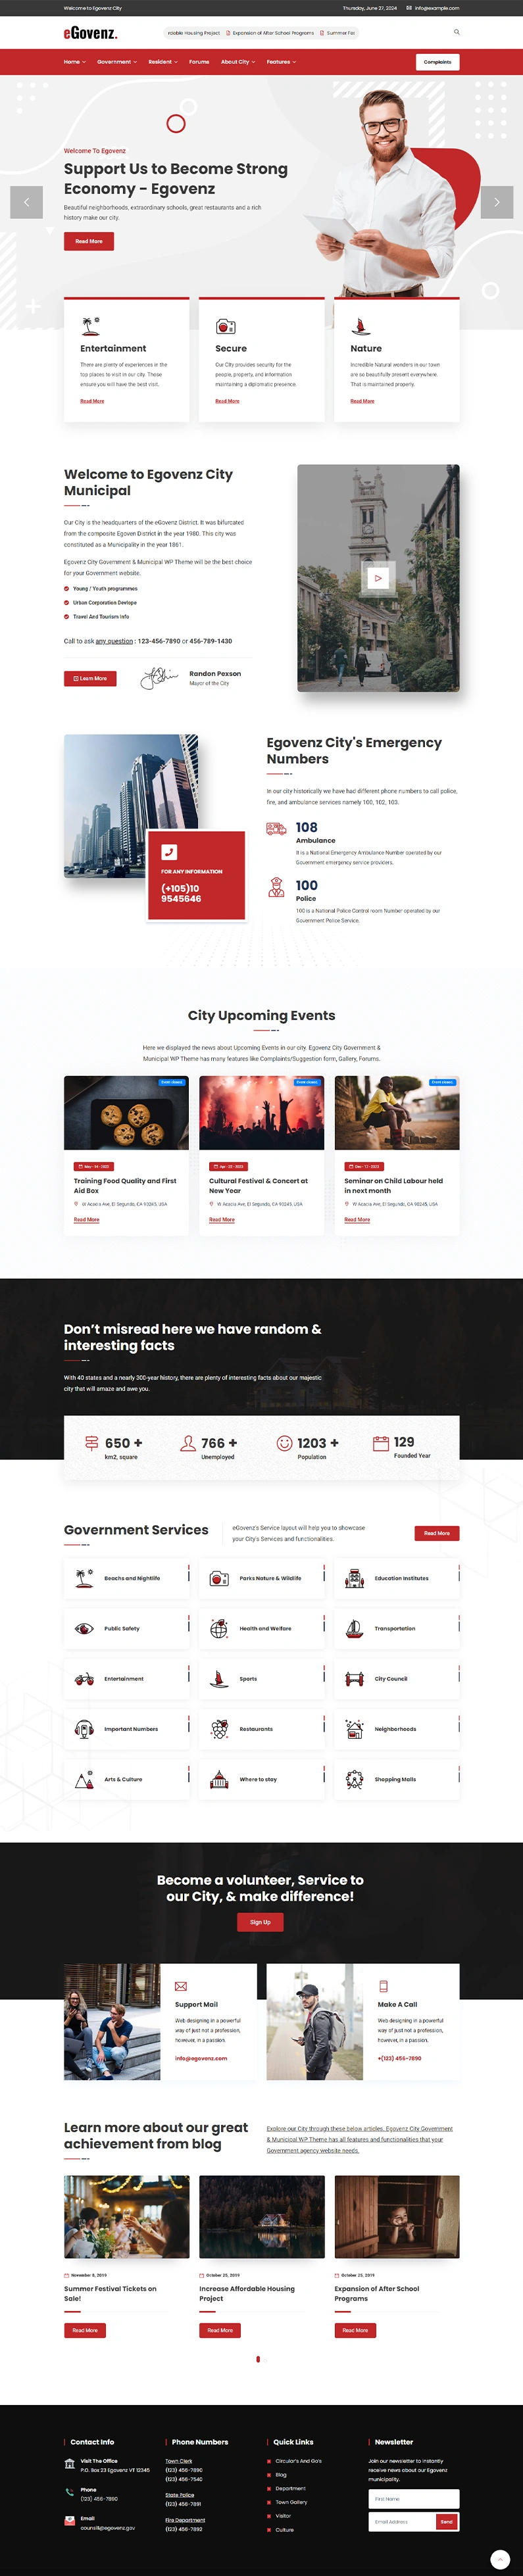 Welcome to Egovenz City
Thursday, June 27, 2024
info@example.com
eGovenz.
rdable Housing Project
Expansion of After School Programs
Summer Fes
Home
Government
Resident
Forums
About City
Features
Complaints
Welcome To Egovenz
Support Us to Become Strong
Economy - Egovenz
Beautiful neighborhoods, extraordinary schools, great restaurants and a rich
history make our city.
Read More
Entertainment
There are plenty of experiences in the
top places to visit in our city. These
ensure you will have the best visit.
Read More
Secure
Our City provides security for the
people, property, and information
maintaining a diplomatic presence.
Read More
Nature
Incredible Natural wonders in our town
are so beautifully present everywhere.
That is maintained properly.
Read More
Welcome to Egovenz City
Municipal
Our City is the headquarters of the eGovenz District. It was bifurcated
from the composite Egoven District in the year 1980. This city was
constituted as a Municipality in the year 1861.
Egovenz City Government & Municipal WP Theme will be the best choice
for your Government website.
Young / Youth programmes
Urban Corporation Devlope
Travel And Tourism Info
Call to ask any question : 123-456-7890 or 456-789-1430
Learn More
Randon Pexson
Mayor of the City
Egovenz City's Emergency
Numbers
In our city historically we have had different phone numbers to call police,
fire, and ambulance services namely 100, 102, 103.
108
Ambulance
It is a National Emergency Ambulance Number operated by our
Government emergency service providers.
100
Police
100 is a National Police Control room Number operated by our
Government Police Service.
FOR ANY INFORMATION
(+105)10
9545646
City Upcoming Events
Here we displayed the news about Upcoming Events in our city. Egovenz City Government &
Municipal WP Theme has many features like Complaints/Suggestion form, Gallery, Forums.
Event closed.
Training Food Quality and First
Aid Box
W Acacia Ave, El Segundo, CA 90245, USA
Read More
Event closed.
Cultural Festival & Concert at
New Year
W Acacia Ave, El Segundo, CA 90245, USA
Read More
Event closed.
Seminar on Child Labour held
in next month
W Acacia Ave, El Segundo, CA 90245, USA
Read More
Don't misread here we have random &
interesting facts
With 40 states and a nearly 300-year history, there are plenty of interesting facts about our majestic
city that will amaze and awe you.
650 +
km2, square
766 +
Unemployed
1203 +
Population
129
Founded Year
Government Services
eGovenz's Service layout will help you to showcase
your City's Services and functionalities.
Read More
Beachs and Nightlife
Parks Nature & Wildlife
Education Institutes
Public Safety
Health and Welfare
Transportation
Entertainment
Sports
City Council
Important Numbers
Restaurants
Neighborhoods
Arts & Culture
Where to stay
Shopping Malls
Become a volunteer, Service to
our City, & make difference!
Sign Up
Support Mail
Web designing in a powerful
way of just not a profession,
however, in a passion.
info@egovenz.com
Make A Call
Web designing in a powerful
way of just not a profession,
however, in a passion.
+(123) 456-7890
Learn more about our great
achievement from blog
Explore our City through these below articles, Egovenz City Government
& Municipal WP Theme has all features and functionalities that your
Government agency website needs.
November 8, 2019
Summer Festival Tickets on
Sale!
Read More
October 25, 2019
Increase Affordable Housing
Project
Read More
October 25, 2019
Expansion of After School
Programs
Read More
Contact Info
Visit The Office
P.O. Box 23 Egovenz VT 12345
Phone
(123) 456-7890
Email
counsill@egovenz.gov
Phone Numbers
Town Clerk
(123) 456-7890
(123) 456-7540
State Police
(123) 456-7891
Fire Department
(123) 456-7892
Quick Links
Circular's And Go's
Blog
Department
Town Gallery
Visitor
Culture
Newsletter
Join our newsletter to instantly
receive news about our Egovenz
municipality.
First Name
Email Address
Send